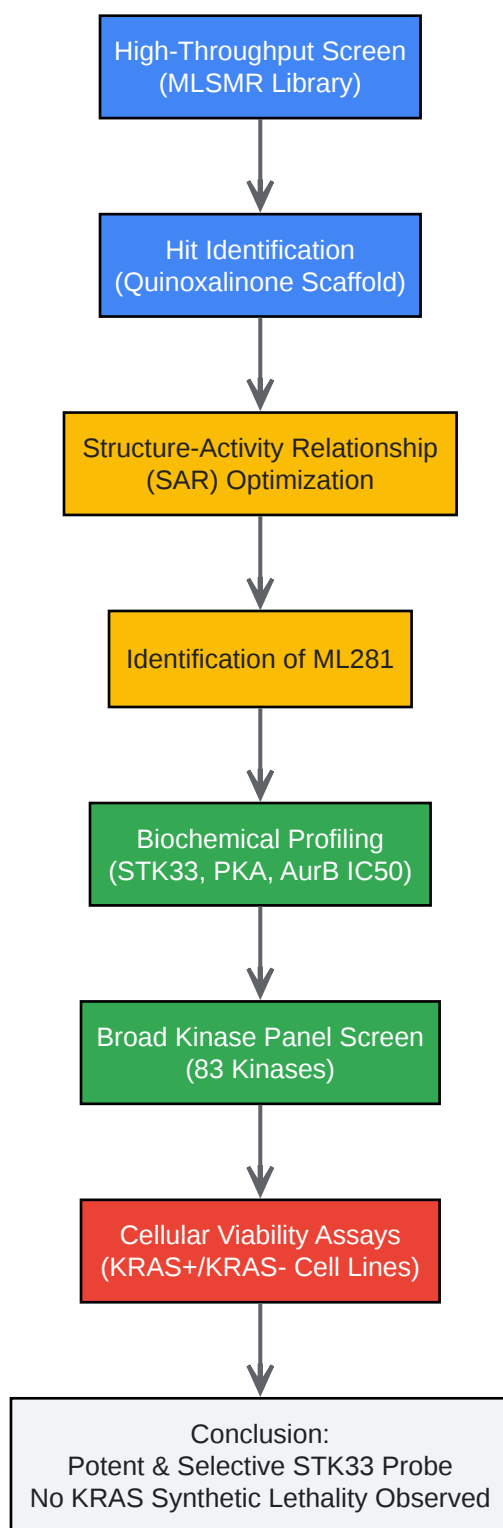 High-Throughput Screen
(MLSMR Library)
Hit Identification
(Quinoxalinone Scaffold)
Structure-Activity Relationship
(SAR) Optimization
Identification of ML281
Biochemical Profiling
(STK33, PKA, AurB IC50)
Broad Kinase Panel Screen
(83 Kinases)
Cellular Viability Assays
(KRAS+/KRAS- Cell Lines)
Conclusion:
Potent & Selective STK33 Probe
No KRAS Synthetic Lethality Observed